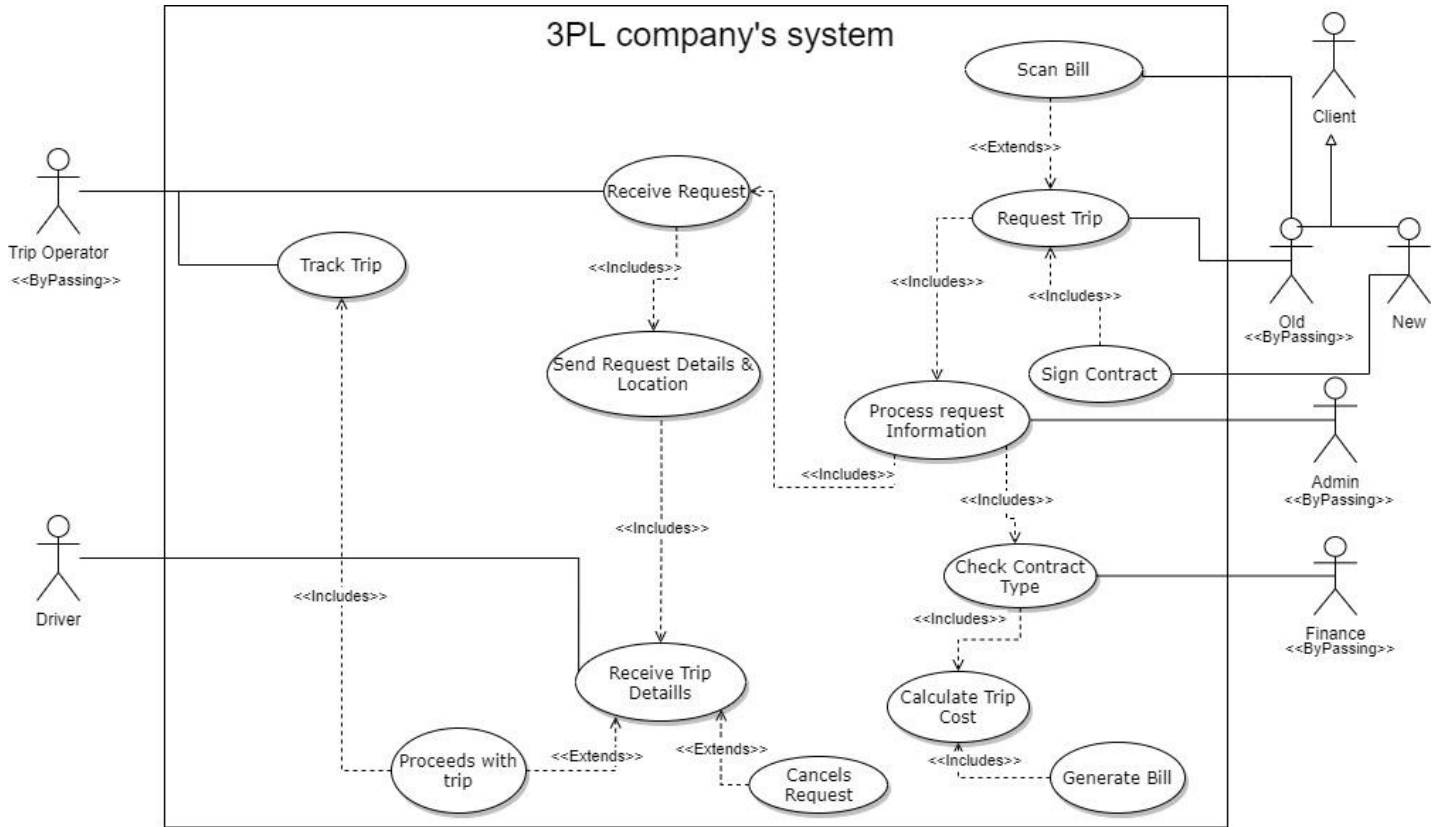 3PL company's system
Scan Bill
Client
<<Extends>>
Receive Request
Request Trip
Trip Operator
<<ByPassing>>
Track Trip
<<Includes>>
<<Includes>>
<<Includes>>
Old
<<ByPassing>>
New
Send Request Details &
Location
Sign Contract
Process request
Information
<<Includes>>
Admin
<<ByPassing>>
<<Includes>>
<<Includes>>
Check Contract
Type
Driver
<<Includes>>
<<Includes>>
Finance
<<ByPassing>>
Receive Trip
Detaills
Calculate Trip
Cost
Proceeds with
trip
<<Extends>>
<<Extends>>
<<Includes>>
Cancels
Request
Generate Bill